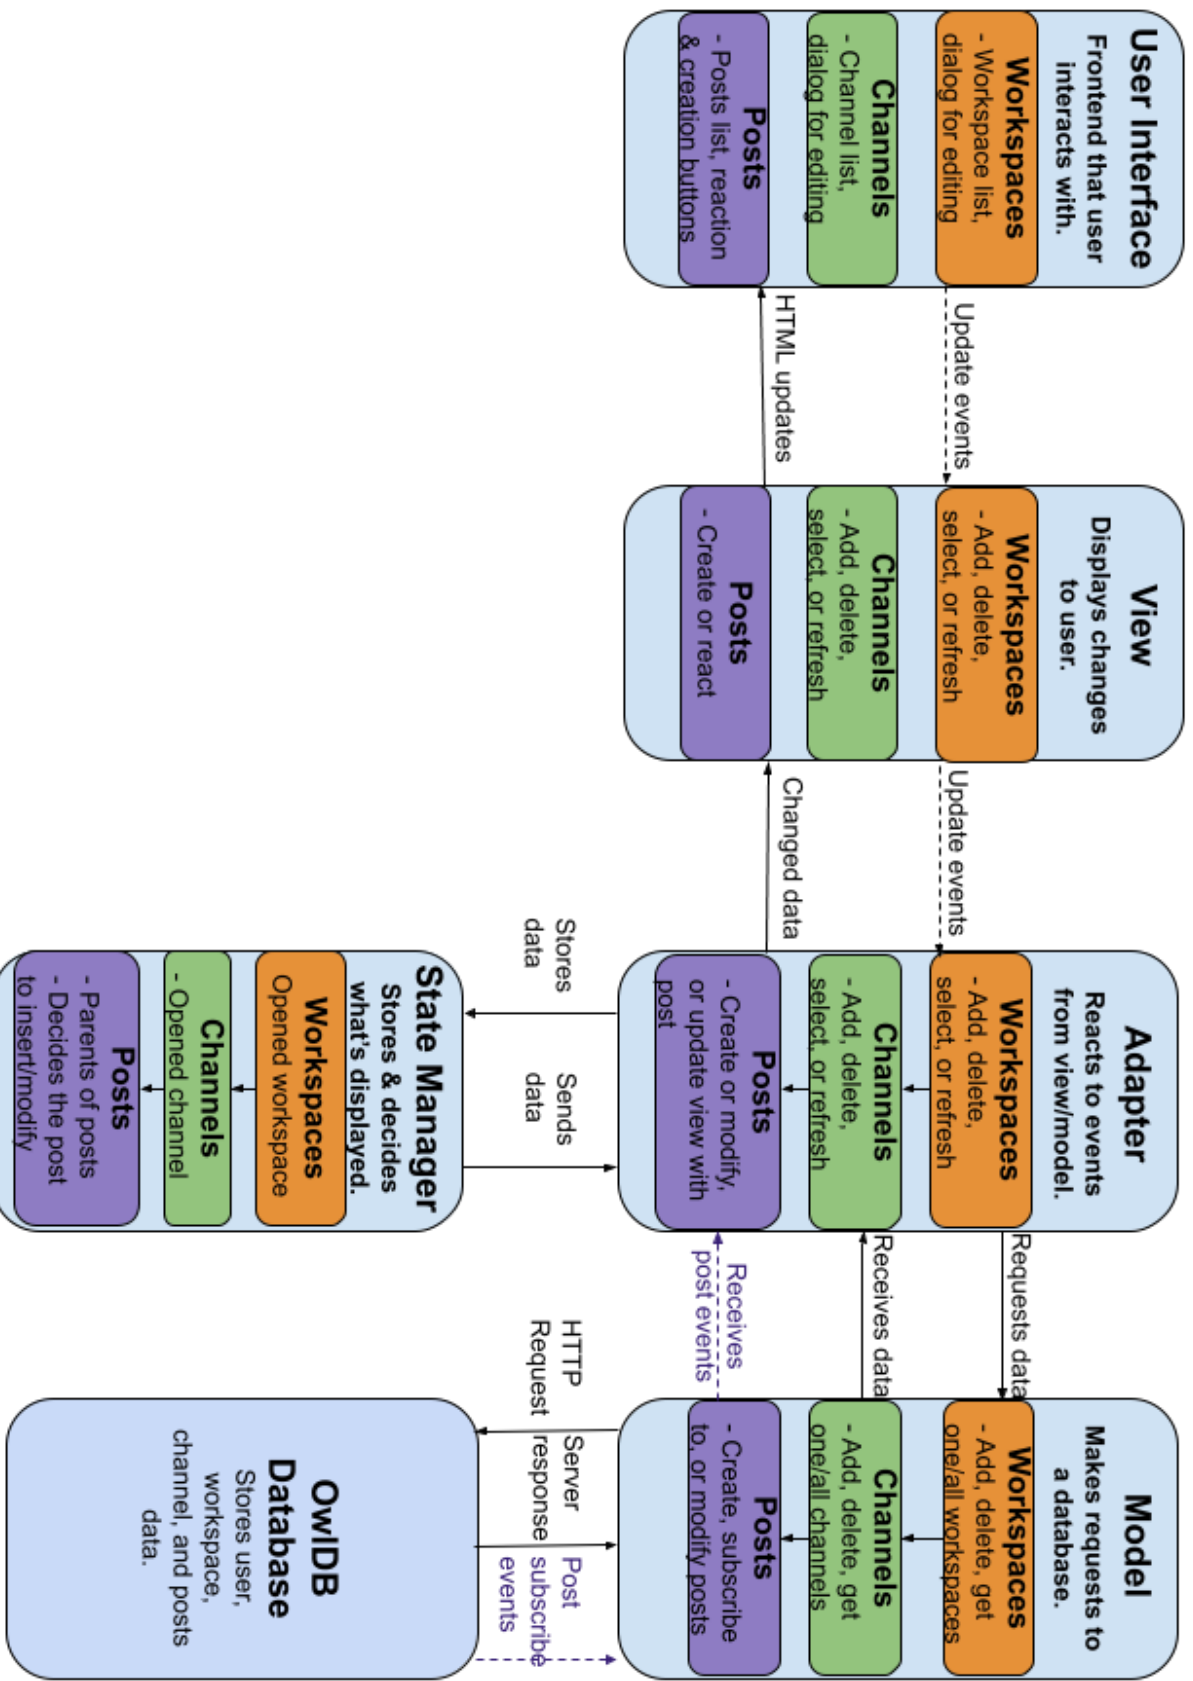 User Interface
Frontend that user
interacts with.
Workspaces
- Workspace list,
dialog for editing
Channels
- Channel list,
dialog for editing
Posts
- Posts list, reaction
& creation buttons
Update events
HTML updates
View
Displays changes
to user.
Workspaces
- Add, delete,
select, or refresh
Channels
- Add, delete,
select, or refresh
Posts
- Create or react
Update events
Changed data
Adapter
Reacts to events
from view/model.
Workspaces
- Add, delete,
select, or refresh
Channels
- Add, delete,
select, or refresh
Posts
- Create or modify,
or update view with
post
Requests data
Receives data
Receives
post events
Model
Makes requests to
a database.
Workspaces
- Add, delete, get
one/all workspaces
Channels
- Add, delete, get
one/all channels
Posts
- Create, subscribe
to, or modify posts
Stores
data
Sends
data
HTTP
Request
Server
response
Post
subscribe
events
State Manager
Stores & decides
what's displayed.
Workspaces
Opened workspace
Channels
- Opened channel
Posts
- Parents of posts
- Decides the post
to insert/modify
OwlDB
Database
Stores user,
workspace,
channel, and posts
data.